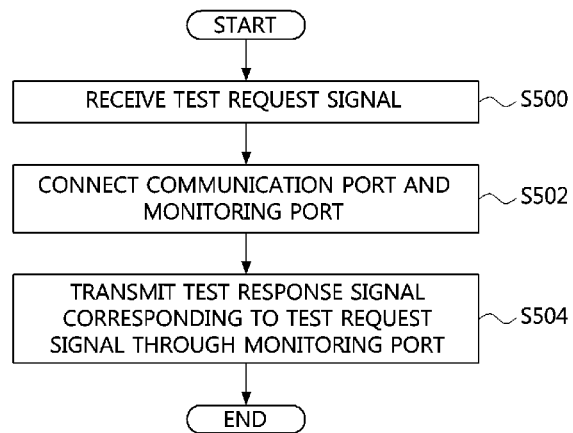 START
RECEIVE TEST REQUEST SIGNAL
S500
CONNECT COMMUNICATION PORT AND
MONITORING PORT
S502
TRANSMIT TEST RESPONSE SIGNAL
CORRESPONDING TO TEST REQUEST
SIGNAL THROUGH MONITORING PORT
S504
END